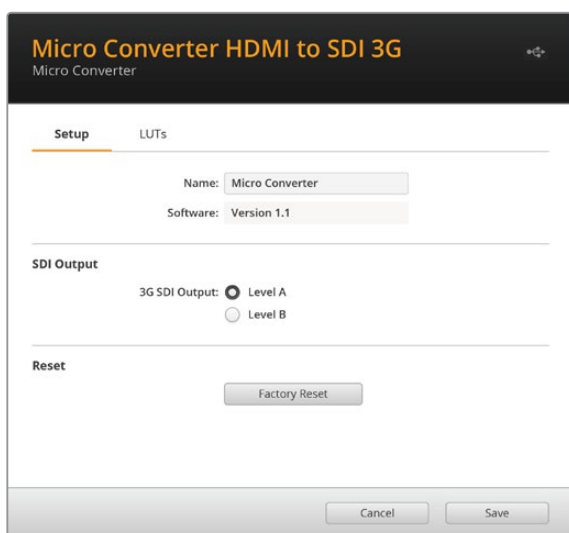 Micro Converter HDMI to SDI 3G
Micro Converter
Setup LUTs
Name: Micro Converter
Software: Version 1.1
SDI Output
3G SDI Output: Level A
Level B
Reset
Factory Reset
Cancel Save